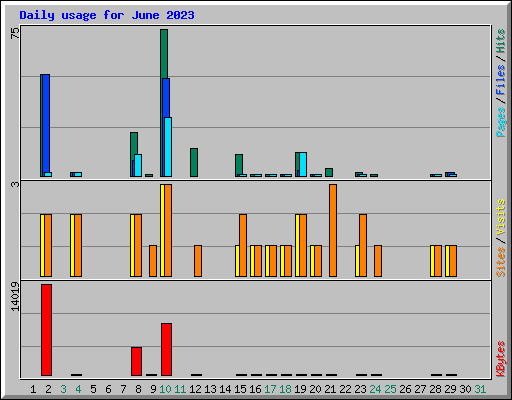 Daily usage for June 2023
75
Pages/Files/Hits
3
Sites/Visits
14019
KBytes
1 2 3 4 5 6 7 8 9 10 11 12 13 14 15 16 17 18 19 20 21 22 23 24 25 26 27 28 29 30 31